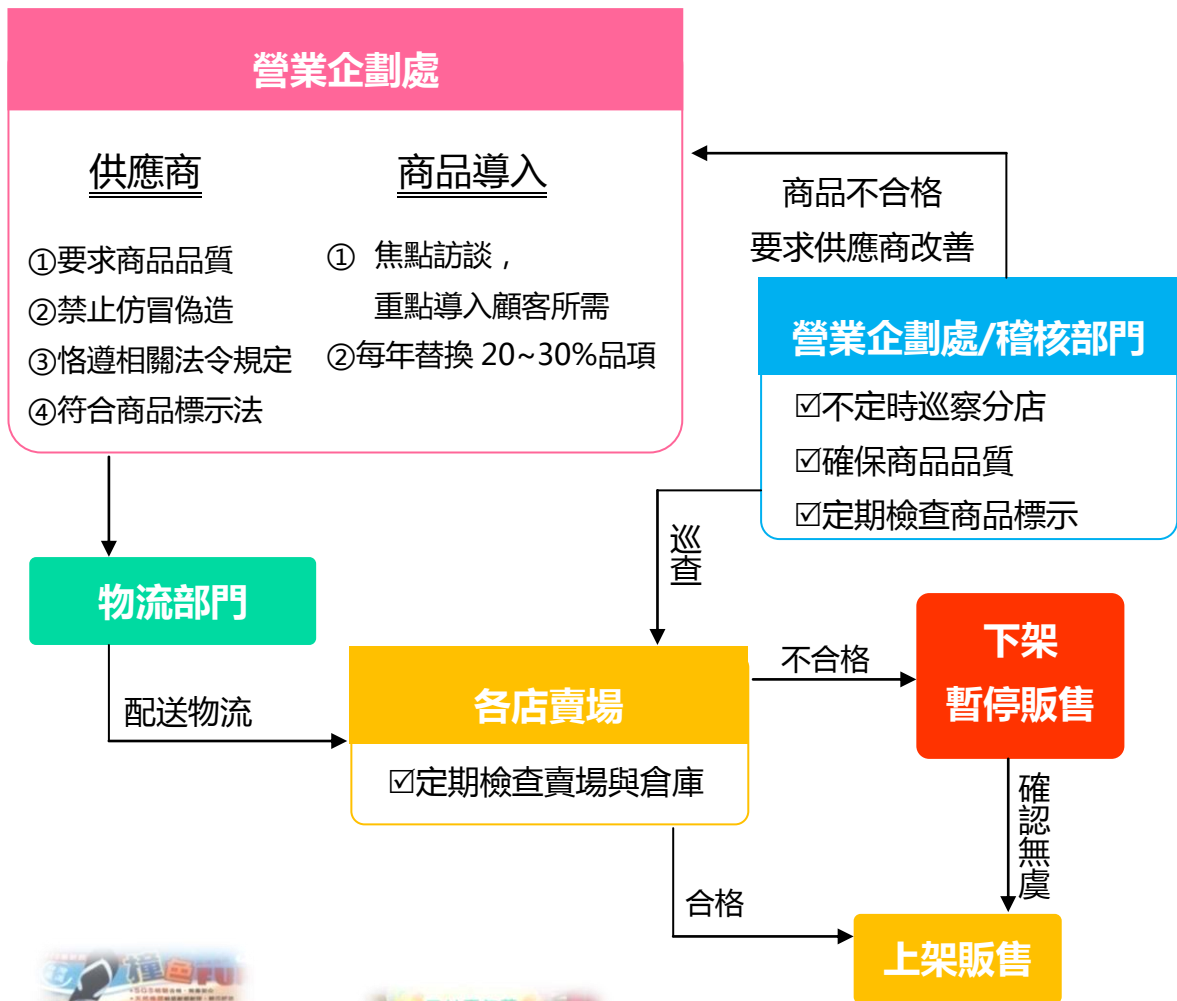 營業企劃處
供應商
①要求商品品質
②禁止仿冒偽造
③恪遵相關法令規定
④符合商品標示法
商品導入
① 焦點訪談，
重點導入顧客所需
②每年替換 20~30%品項
商品不合格
要求供應商改善
營業企劃處/稽核部門
☑不定時巡察分店
☑確保商品品質
☑定期檢查商品標示
巡查
物流部門
配送物流
各店賣場
☑定期檢查賣場與倉庫
不合格
下架
暫停販售
確認無虞
合格
上架販售
撞色FU